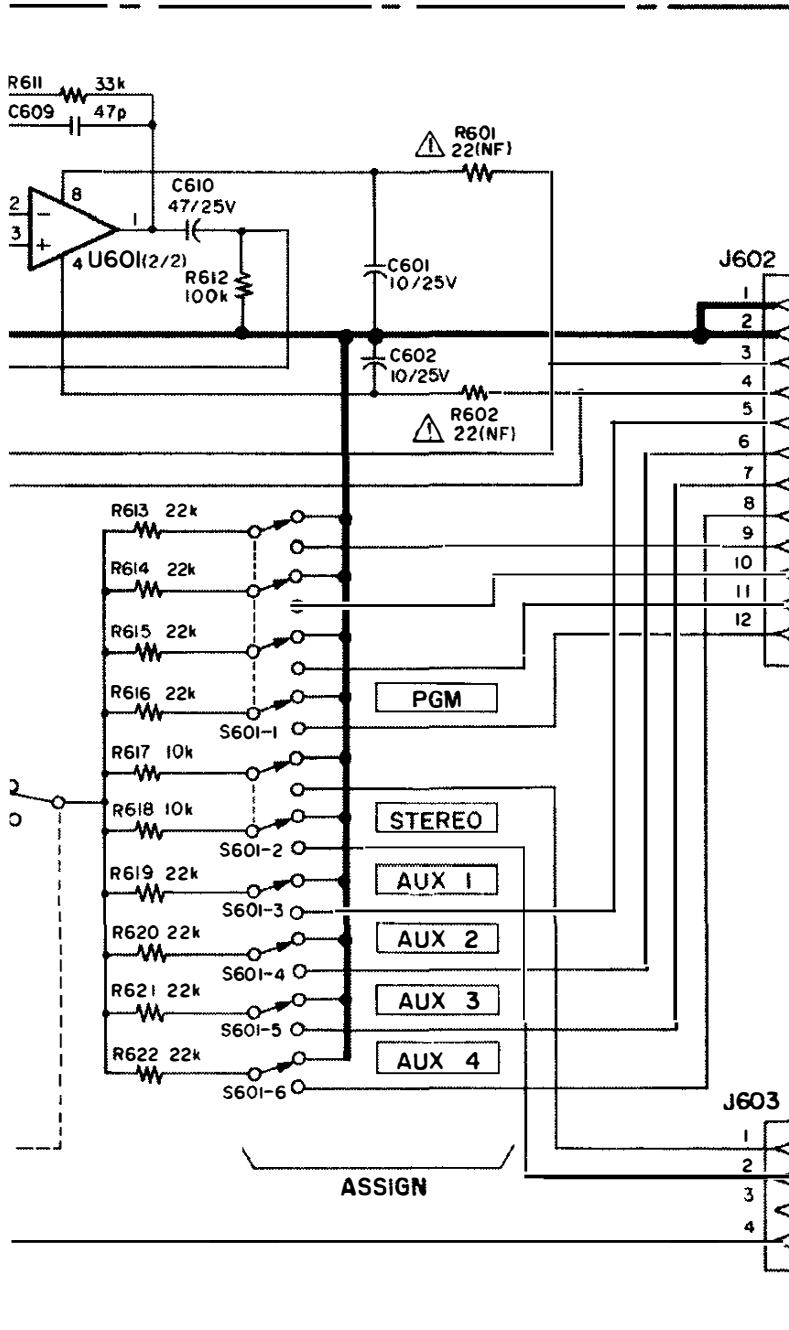 R611 33k
C609 47p
R601
22(NF)
8
C610
47/25V
2
−
1
3
+
4 U601(2/2)
R612
100k
C601
10/25V
J602
1
2
3
C602
10/25V
4
R602
22(NF)
5
6
7
8
9
10
11
12
R613 22k
R614 22k
R615 22k
R616 22k
PGM
S601-1
R617 10k
R618 10k
STEREO
S601-2
R619 22k
AUX 1
S601-3
R620 22k
AUX 2
S601-4
R621 22k
AUX 3
S601-5
R622 22k
AUX 4
S601-6
J603
1
2
3
4
ASSIGN